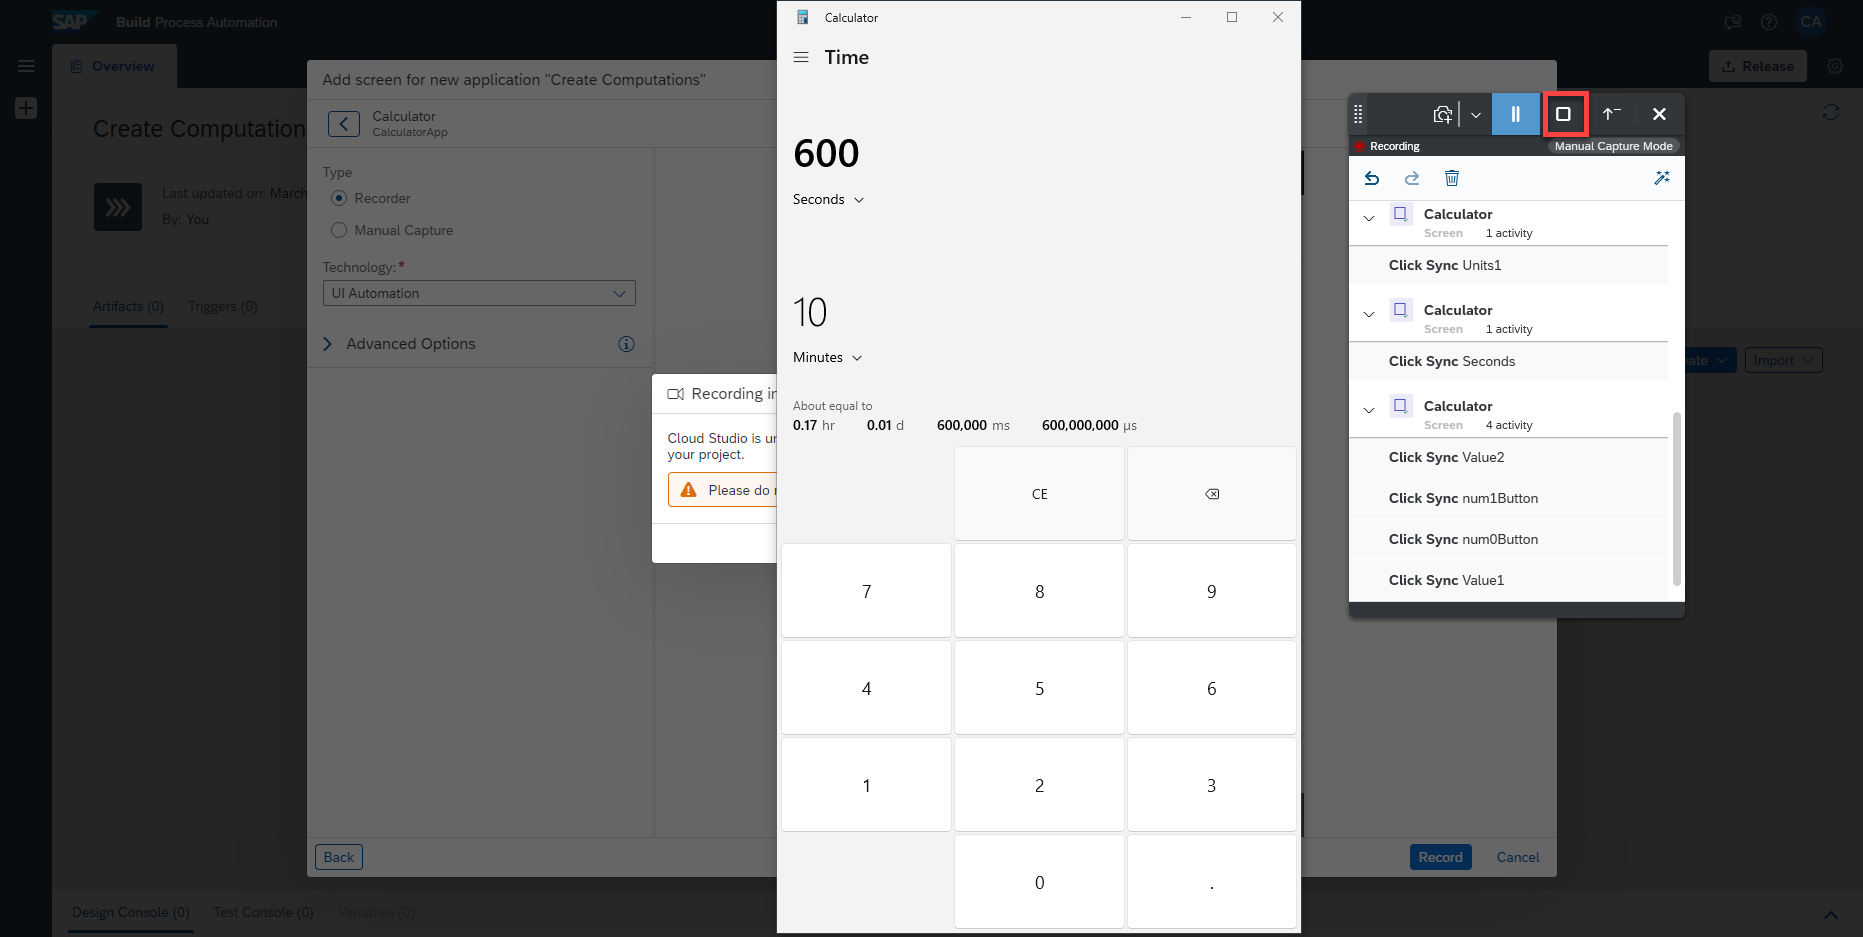 SAP Build Process Automation
CA
Overview
Release
Create Computation
Last updated on: March
By: You
Artifacts (0)
Triggers (0)
Import
Add screen for new application "Create Computations"
Calculator
CalculatorApp
Type
Recorder
Manual Capture
Technology:*
UI Automation
Advanced Options
Back
Record
Cancel
Design Console (0)
Test Console (0)
Variables (0)
Recording in
Cloud Studio is
your project.
Please do
Calculator
Time
600
Seconds
10
Minutes
About equal to
0.17 hr 0.01 d 600,000 ms 600,000,000 µs
CE
7 8 9
4 5 6
1 2 3
0 .
Recording
Manual Capture Mode
Calculator
Screen 1 activity
Click Sync Units1
Calculator
Screen 1 activity
Click Sync Seconds
Calculator
Screen 4 activity
Click Sync Value2
Click Sync num1Button
Click Sync num0Button
Click Sync Value1